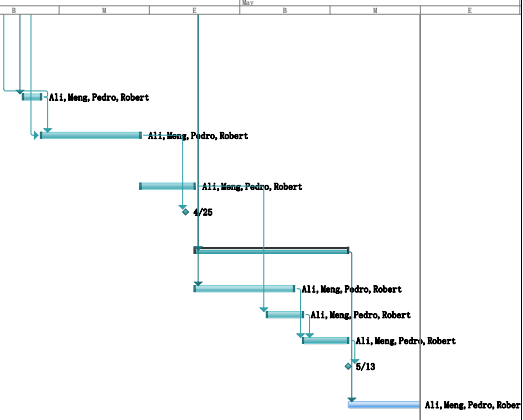 May
B M E B M E
Ali, Meng, Pedro, Robert
Ali, Meng, Pedro, Robert
Ali, Meng, Pedro, Robert
4/25
Ali, Meng, Pedro, Robert
Ali, Meng, Pedro, Robert
Ali, Meng, Pedro, Robert
5/13
Ali, Meng, Pedro, Rober